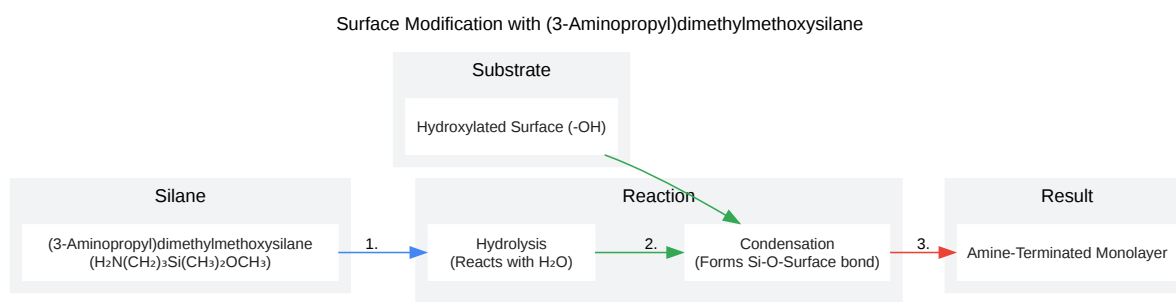 Surface Modification with (3-Aminopropyl)dimethylmethoxysilane
Substrate
Hydroxylated Surface (-OH)
Silane
(3-Aminopropyl)dimethylmethoxysilane
(H₂N(CH₂)₃Si(CH₃)₂OCH₃)
1.
Reaction
Hydrolysis
(Reacts with H₂O)
2.
Condensation
(Forms Si-O-Surface bond)
3.
Result
Amine-Terminated Monolayer